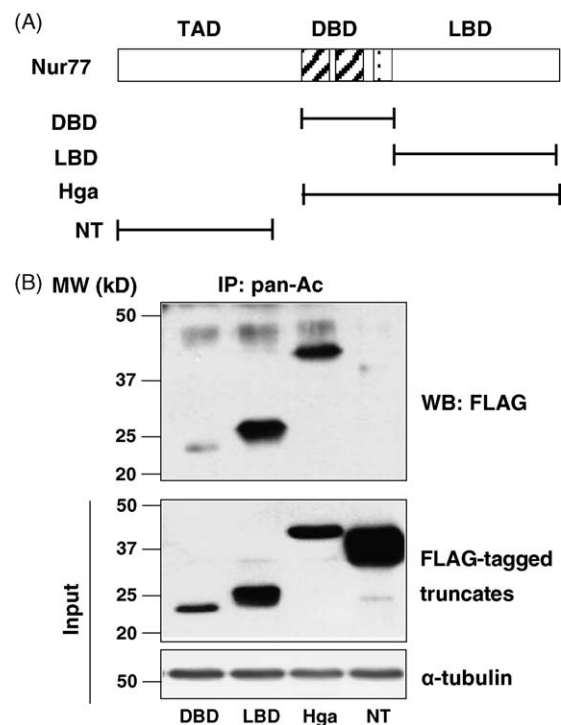 (A)
TAD DBD LBD
Nur77
DBD
LBD
Hga
NT
(B) MW (kD) IP: pan-Ac
50
37
25
20
WB: FLAG
Input
50
37
25
20
FLAG-tagged
truncates
50
α-tubulin
DBD LBD Hga NT